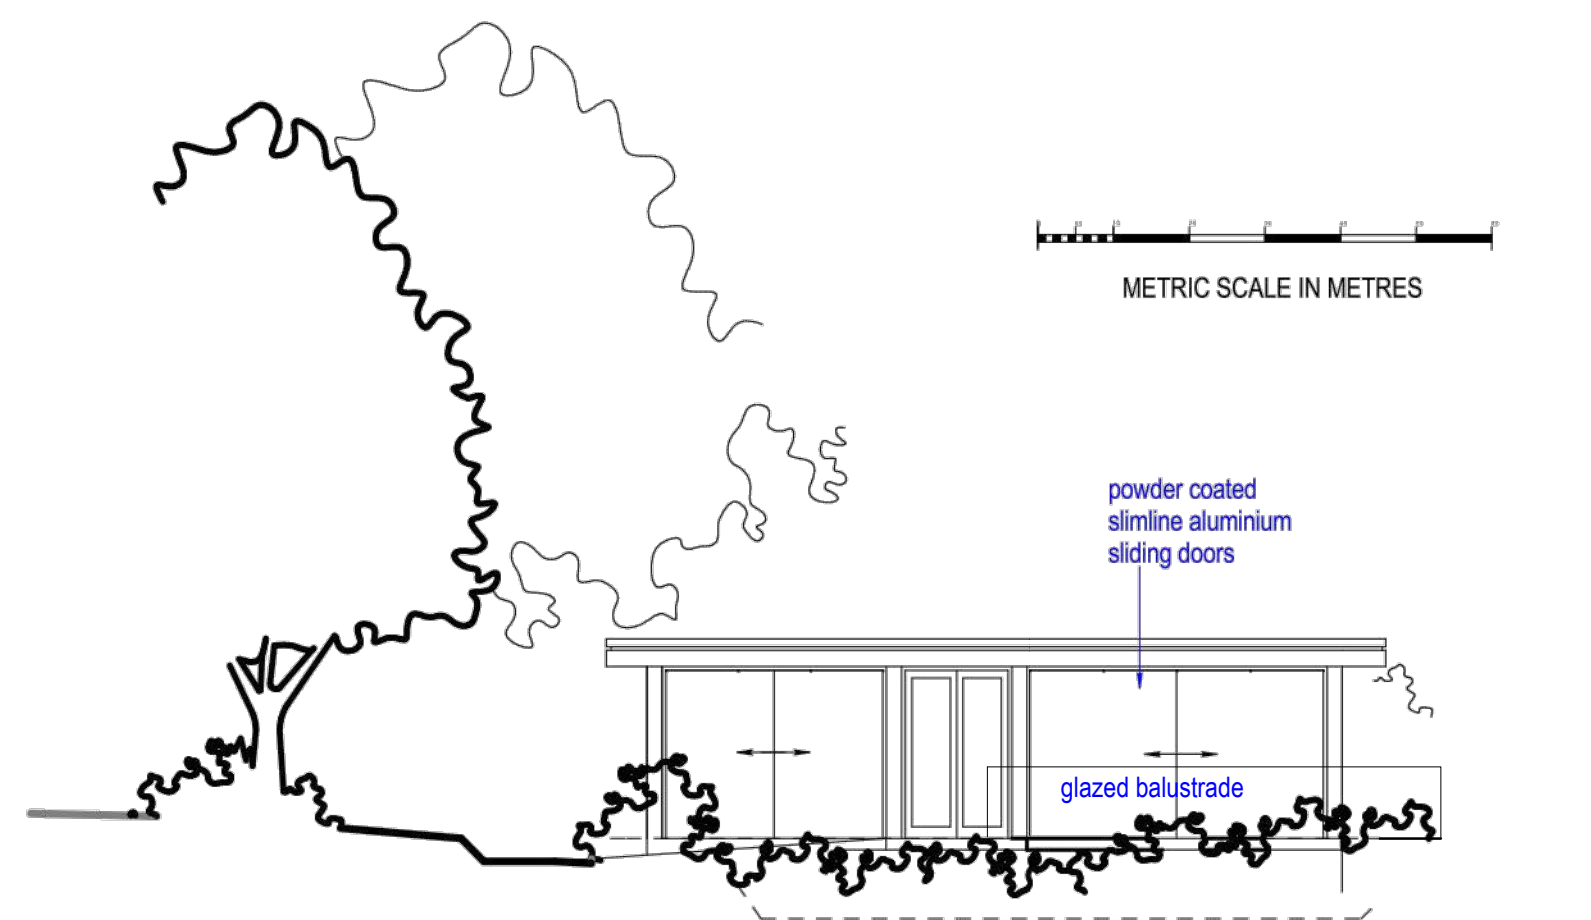 METRIC SCALE IN METRES
powder coated
slimline aluminium
sliding doors
glazed balustrade